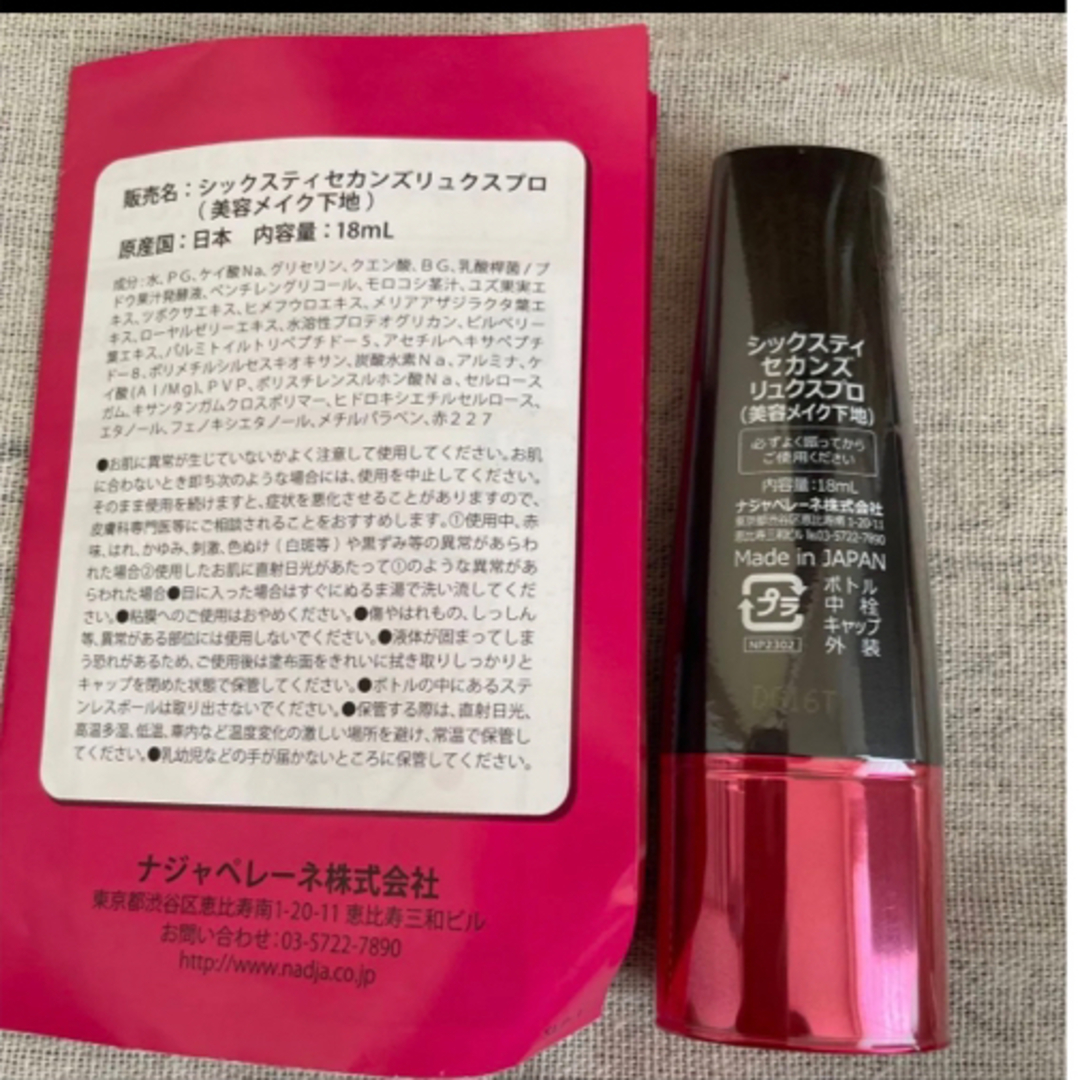 販売名：シックスティセカンズリュクスプロ
(美容メイク下地)
原産国：日本　内容量：18mL
成分：水、PG、ケイ酸Na、グリセリン、クエン酸、BG、乳酸桿菌/ブ
ドウ果汁発酵液、ペンチレングリコール、モロコシ茎汁、ユズ果実エ
キス、ツボクサエキス、ヒメフウロエキス、メリアアザジラクタ葉エ
キス、ローヤルゼリーエキス、水溶性プロテオグリカン、ビルベリー
葉エキス、パルミトイルトリペプチドー5、アセチルヘキサペプチ
ドー8、ポリメチルシルセスキオキサン、炭酸水素Na、アルミナ、ケ
イ酸(Al/Mg)、PVP、ポリスチレンスルホン酸Na、セルロース
ガム、キサンタンガムクロスポリマー、ヒドロキシエチルセルロース、
エタノール、フェノキシエタノール、メチルパラベン、赤227
●お肌に異常が生じていないかよく注意して使用してください。お肌
に合わないとき即ち次のような場合には、使用を中止してください。
そのまま使用を続けますと、症状を悪化させることがありますので、
皮膚科専門医等にご相談されることをおすすめします。①使用中、赤
味、はれ、かゆみ、刺激、色ぬけ(白斑等)や黒ずみ等の異常があらわ
れた場合②使用したお肌に直射日光があたって①のような異常があ
らわれた場合●目に入った場合はすぐにぬるま湯で洗い流してくだ
さい。●粘膜へのご使用はおやめください。●傷やはれもの、しっしん
等、異常がある部位には使用しないでください。●液体が固まってしま
う恐れがあるため、ご使用後は塗布面をきれいに拭き取りしっかりと
キャップを閉めた状態で保管してください。●ボトルの中にあるステ
ンレスボールは取り出さないでください。●保管する際は、直射日光、
高温多湿、低温、車内など温度変化の激しい場所を避け、常温で保管し
てください。●乳幼児などの手が届かないところに保管してください。
ナジャペレーネ株式会社
東京都渋谷区恵比寿南1-20-11 恵比寿三和ビル
お問い合わせ：03-5722-7890
http://www.nadja.co.jp
シックスティ
セカンズ
リュクスプロ
(美容メイク下地)
必ずよく振ってから
ご使用ください
内容量：18mL
ナジャペレーネ株式会社
東京都渋谷区恵比寿南1-20-11
恵比寿三和ビル ℡03-5722-7890
Made in JAPAN
プラ
ボトル
中栓
キャップ
外装
NP2302